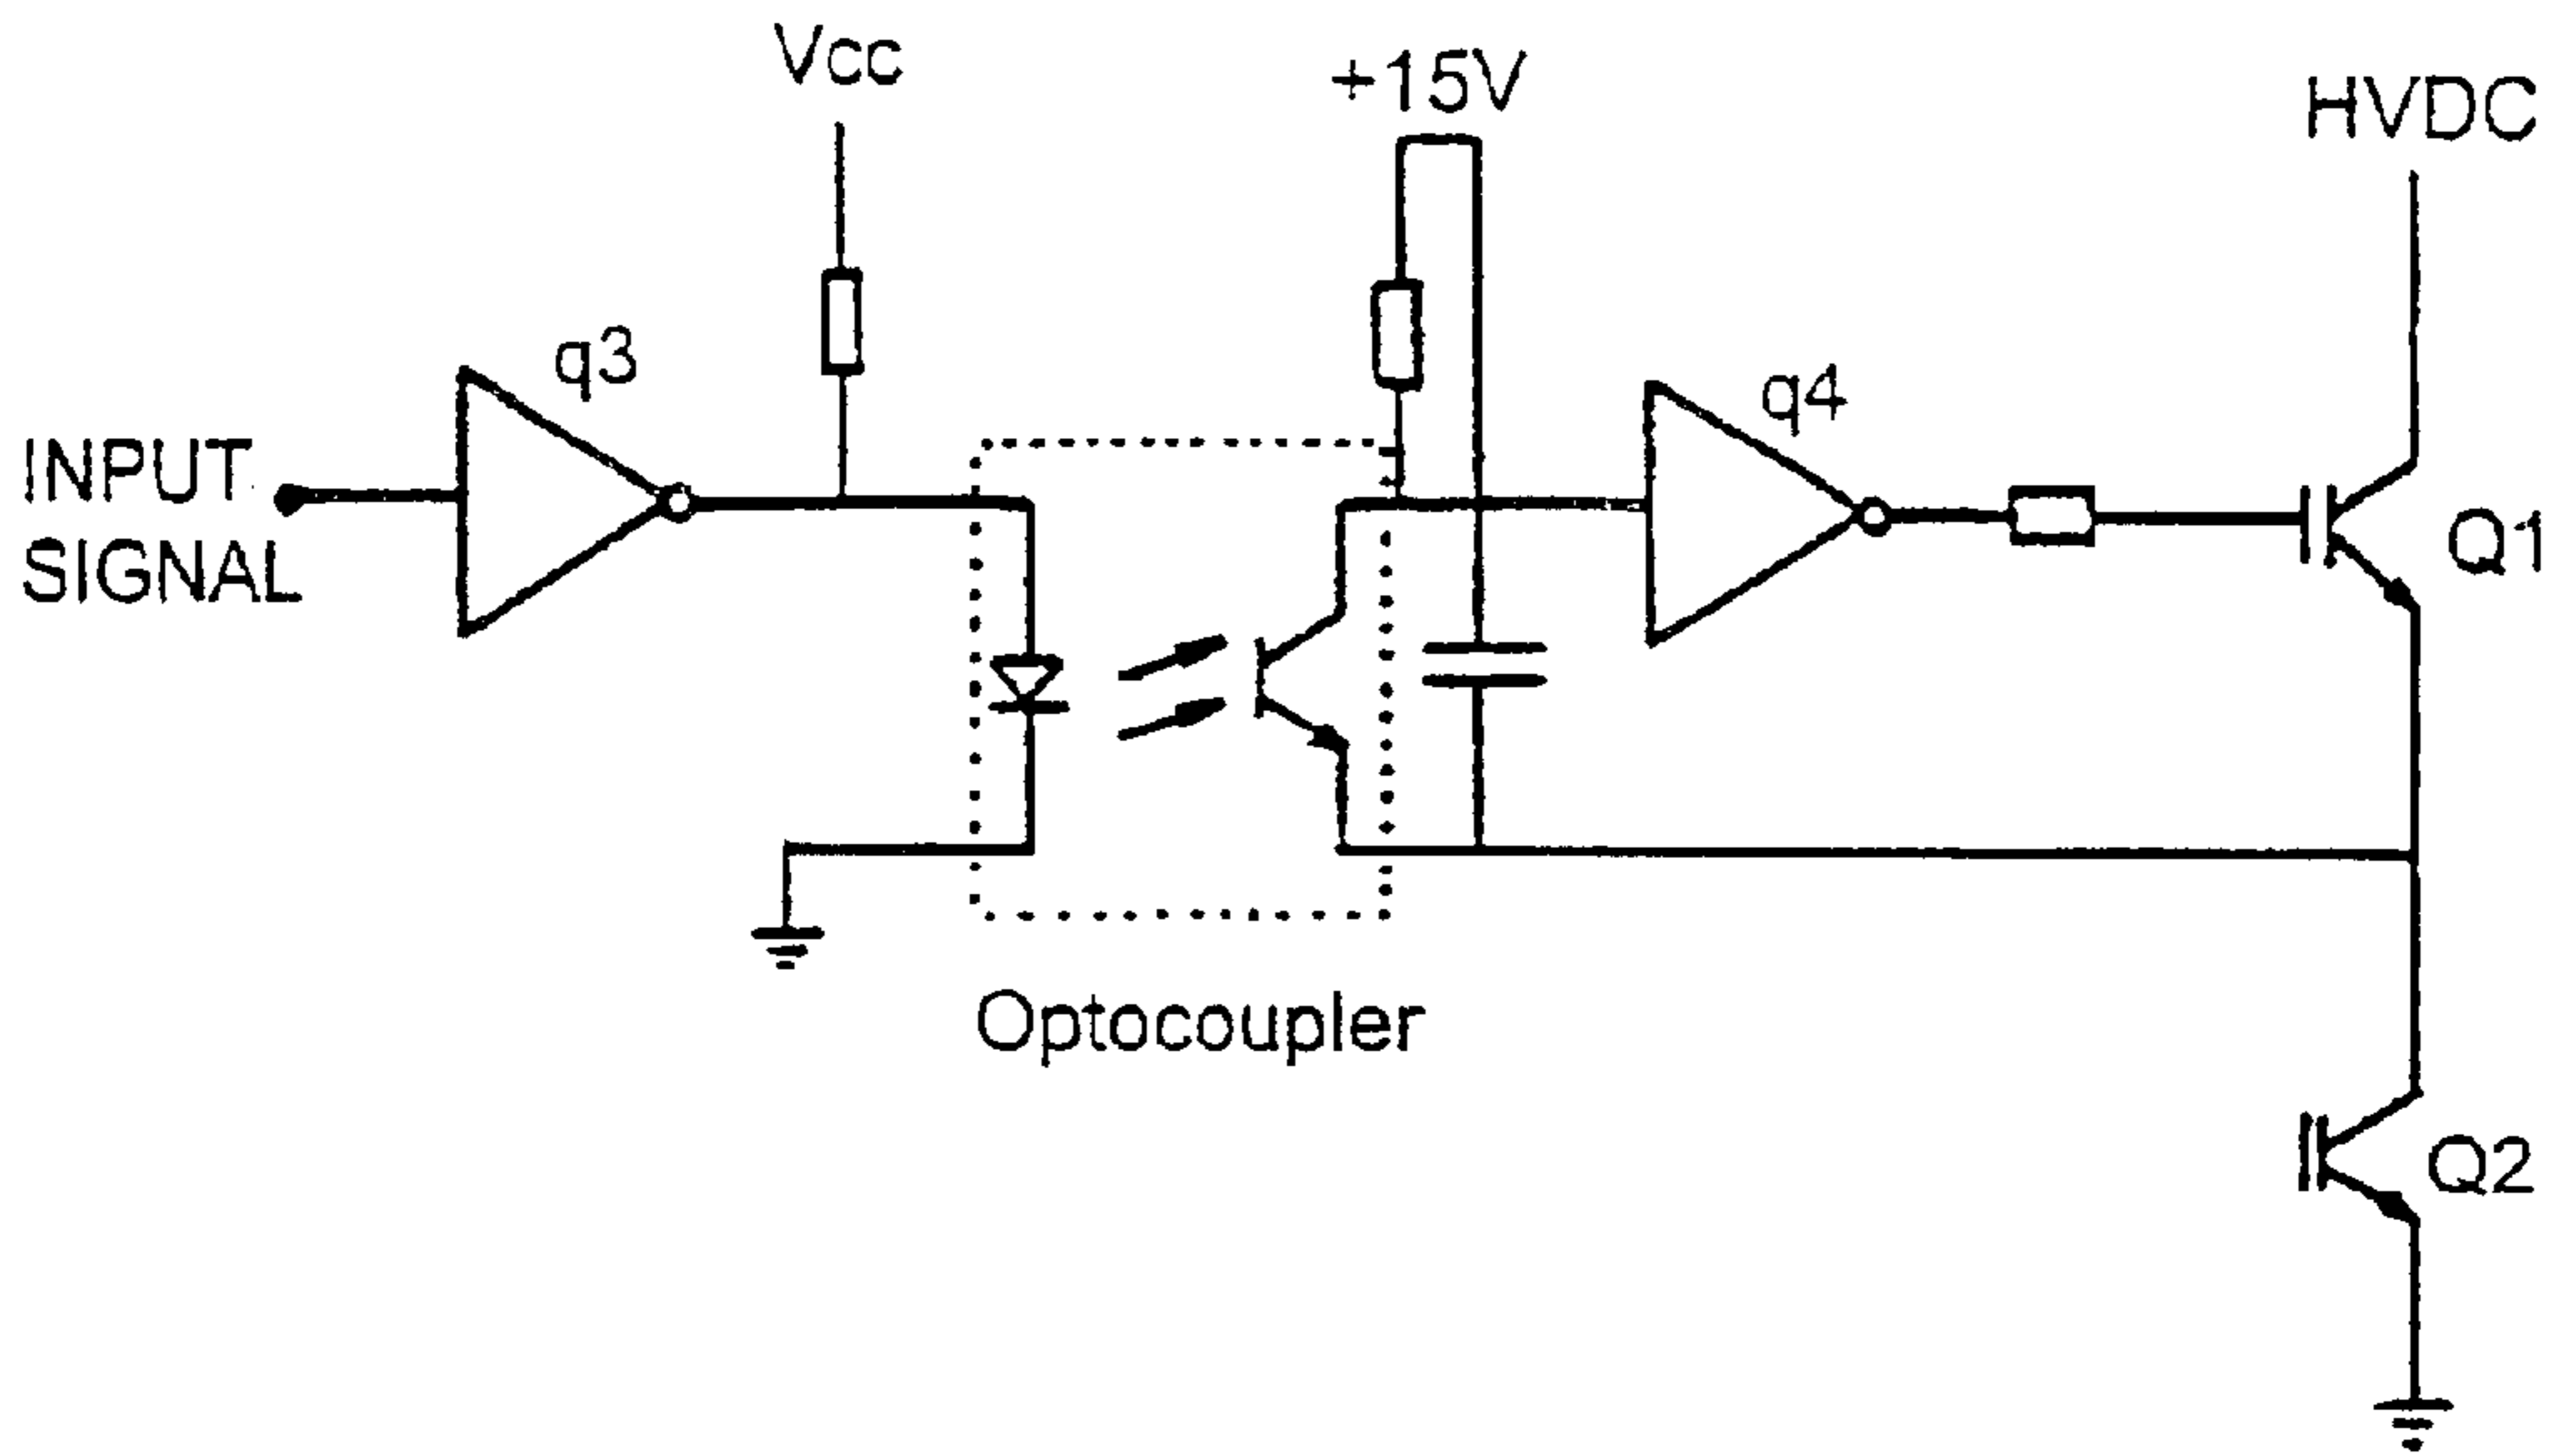 Vcc
+15V
HVDC
q3
q4
INPUT
SIGNAL
Q1
Optocoupler
Q2